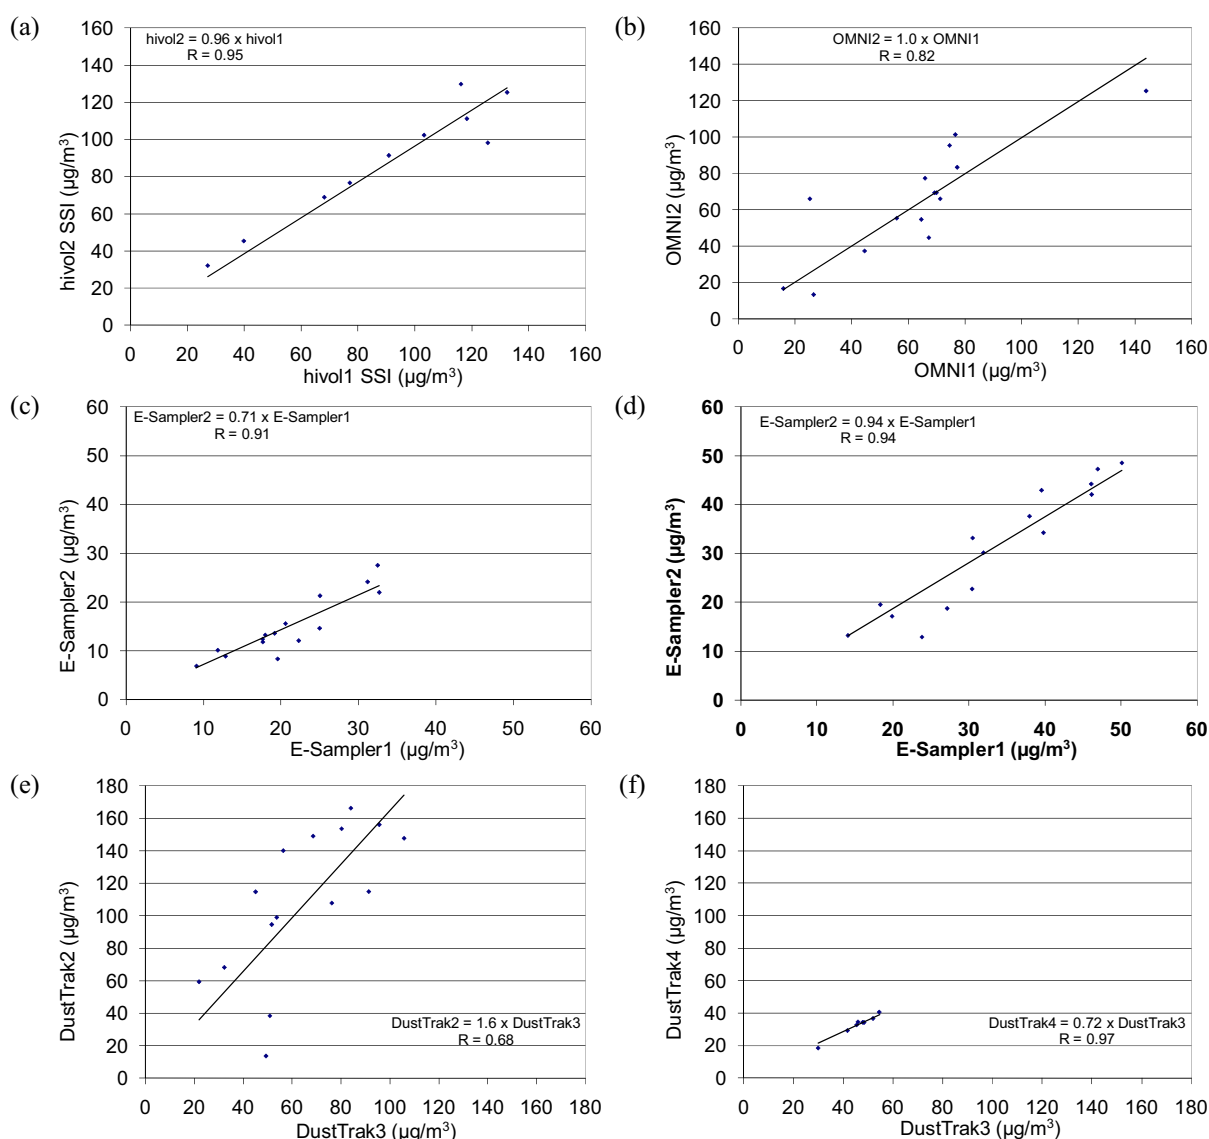 (a)
160
140
120
100
80
60
40
20
0
hivol2 SSI (µg/m³)
hivol2 = 0.96 x hivol1
R = 0.95
0 20 40 60 80 100 120 140 160
hivol1 SSI (µg/m³)
(b)
160
140
120
100
80
60
40
20
0
OMNI2 (µg/m³)
OMNI2 = 1.0 x OMNI1
R = 0.82
0 20 40 60 80 100 120 140 160
OMNI1 (µg/m³)
(c)
60
50
40
30
20
10
0
E-Sampler2 (µg/m³)
E-Sampler2 = 0.71 x E-Sampler1
R = 0.91
0 10 20 30 40 50 60
E-Sampler1 (µg/m³)
(d)
60
50
40
30
20
10
0
E-Sampler2 (µg/m³)
E-Sampler2 = 0.94 x E-Sampler1
R = 0.94
0 10 20 30 40 50 60
E-Sampler1 (µg/m³)
(e)
180
160
140
120
100
80
60
40
20
0
DustTrak2 (µg/m³)
DustTrak2 = 1.6 x DustTrak3
R = 0.68
0 20 40 60 80 100 120 140 160 180
DustTrak3 (µg/m³)
(f)
180
160
140
120
100
80
60
40
20
0
DustTrak4 (µg/m³)
DustTrak4 = 0.72 x DustTrak3
R = 0.97
0 20 40 60 80 100 120 140 160 180
DustTrak3 (µg/m³)